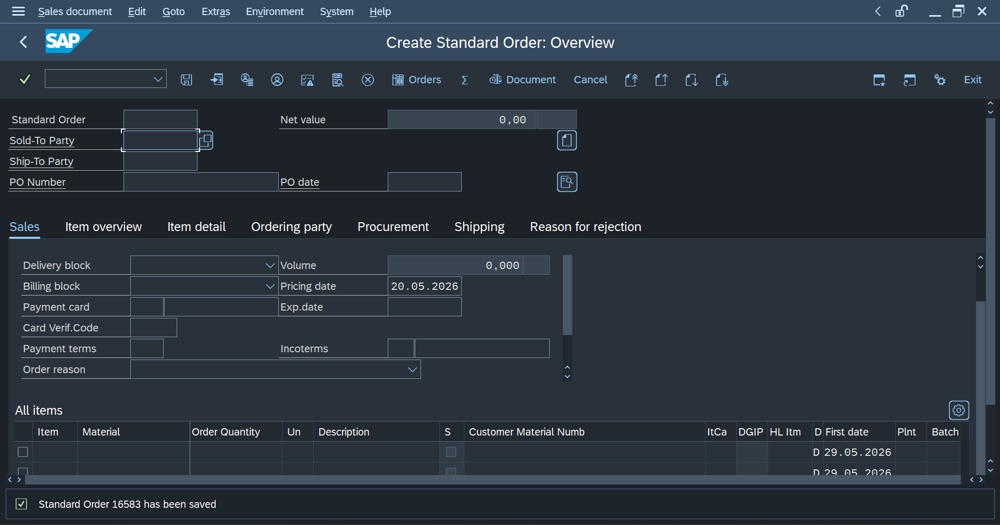 Sales document Edit Goto Extras Environment System Help
SAP
Create Standard Order: Overview
Orders Document Cancel Exit
Standard Order Net value 0,00
Sold-To Party
Ship-To Party
PO Number PO date
Sales Item overview Item detail Ordering party Procurement Shipping Reason for rejection
Delivery block Volume 0,000
Billing block Pricing date 20.05.2026
Payment card Exp.date
Card Verif.Code
Payment terms Incoterms
Order reason
All items
Item Material Order Quantity Un Description S Customer Material Numb ItCa DGIP HL Itm D First date Plnt Batch
D 29.05.2026
D 29.05.2026
Standard Order 16583 has been saved